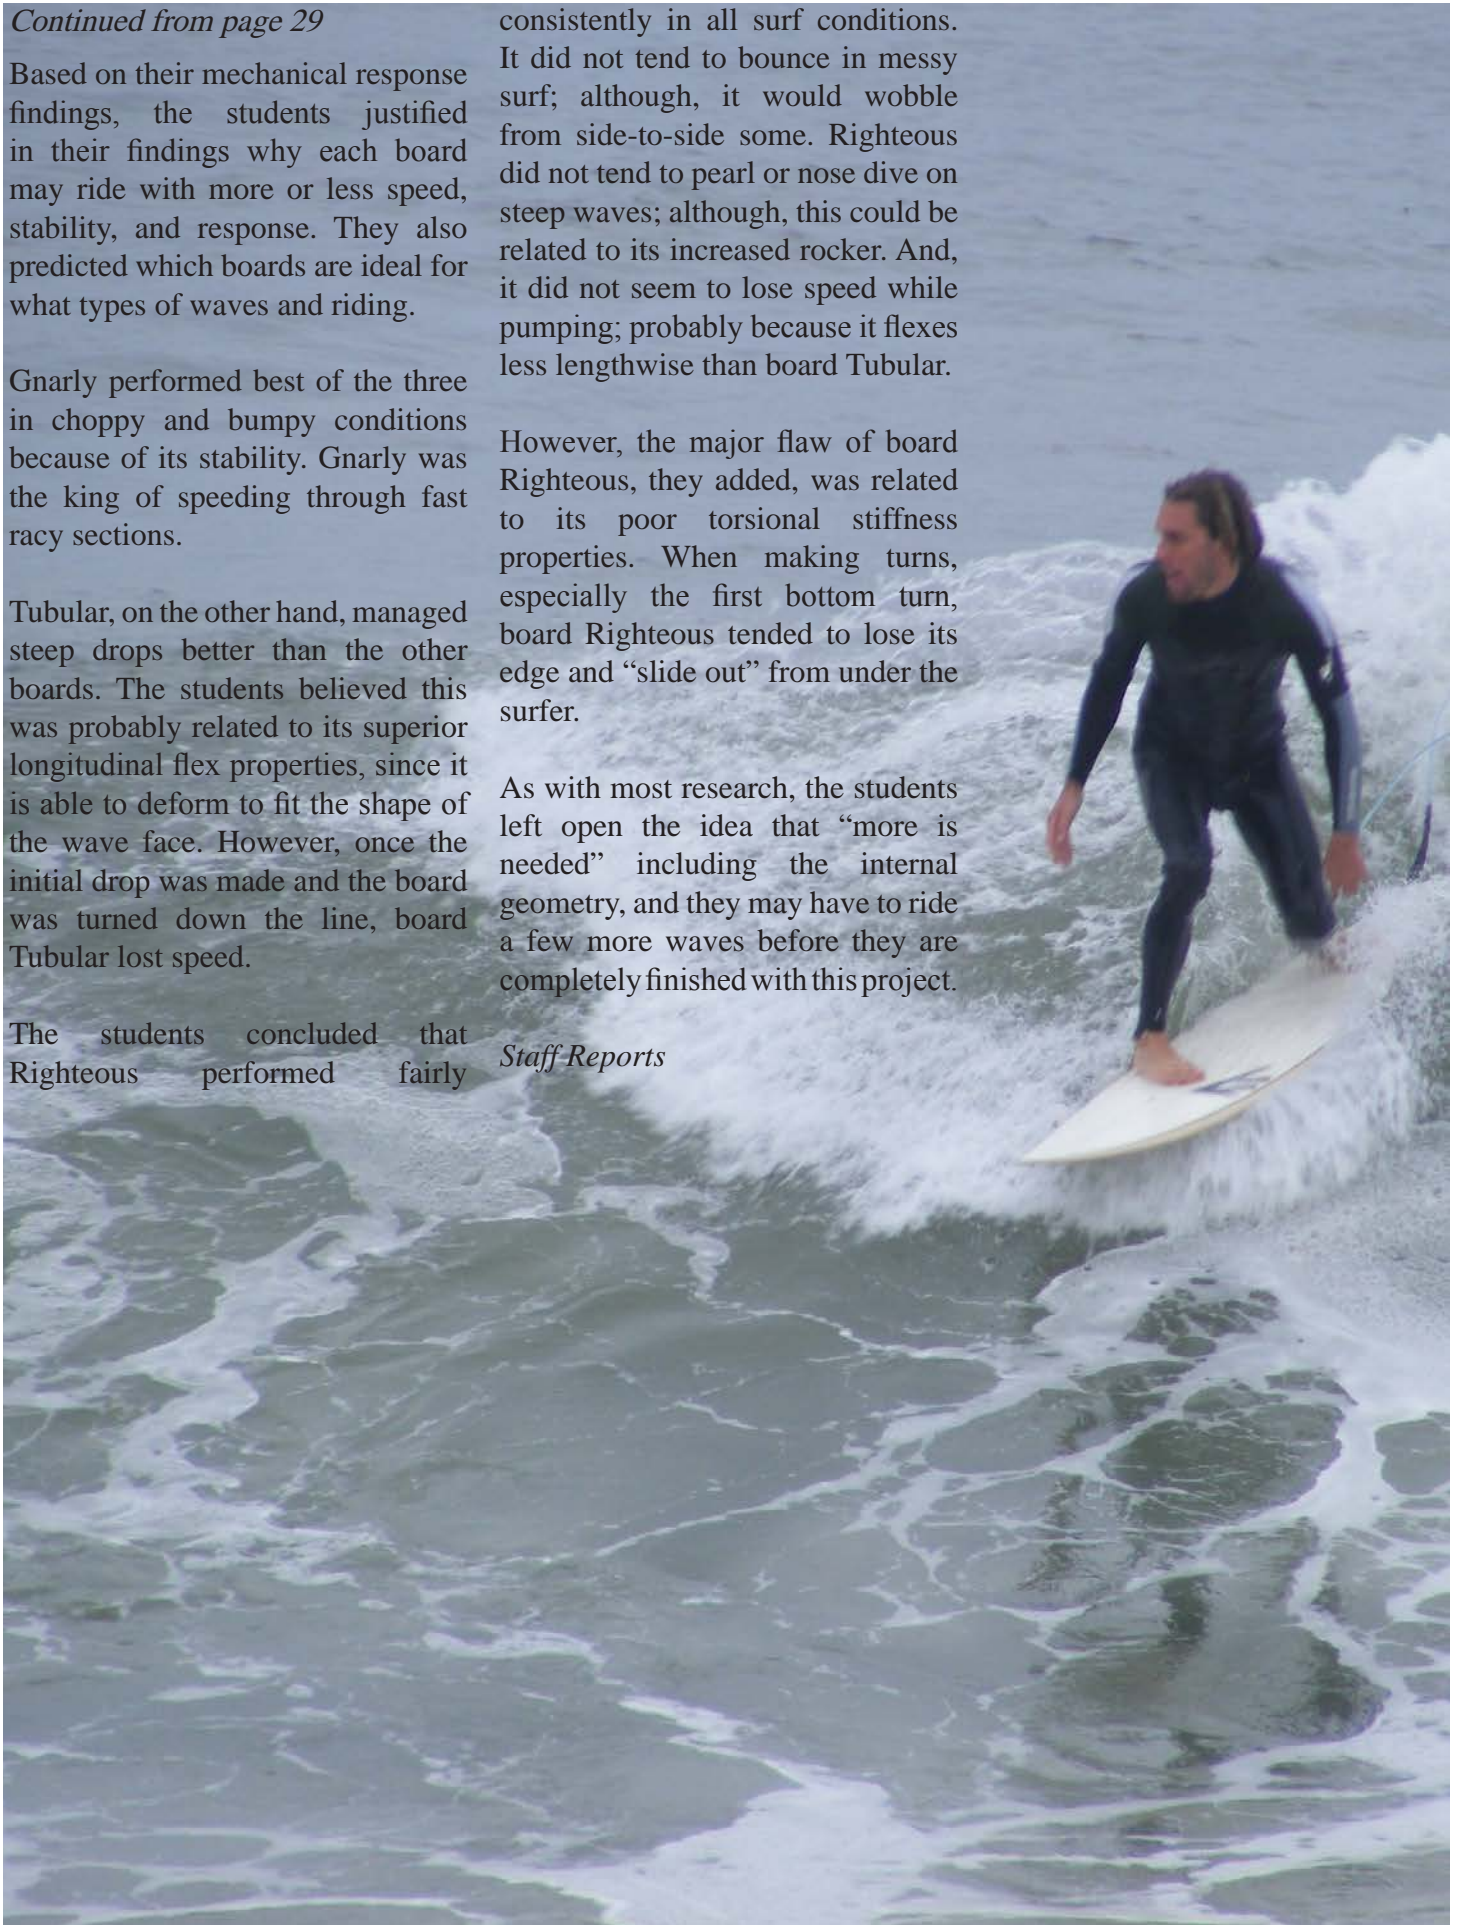 Continued from page 29
Based on their mechanical response
findings, the students justified
in their findings why each board
may ride with more or less speed,
stability, and response. They also
predicted which boards are ideal for
what types of waves and riding.
Gnarly performed best of the three
in choppy and bumpy conditions
because of its stability. Gnarly was
the king of speeding through fast
racy sections.
Tubular, on the other hand, managed
steep drops better than the other
boards. The students believed this
was probably related to its superior
longitudinal flex properties, since it
is able to deform to fit the shape of
the wave face. However, once the
initial drop was made and the board
was turned down the line, board
Tubular lost speed.
The students concluded that
Righteous performed fairly
consistently in all surf conditions.
It did not tend to bounce in messy
surf; although, it would wobble
from side-to-side some. Righteous
did not tend to pearl or nose dive on
steep waves; although, this could be
related to its increased rocker. And,
it did not seem to lose speed while
pumping; probably because it flexes
less lengthwise than board Tubular.
However, the major flaw of board
Righteous, they added, was related
to its poor torsional stiffness
properties. When making turns,
especially the first bottom turn,
board Righteous tended to lose its
edge and “slide out” from under the
surfer.
As with most research, the students
left open the idea that “more is
needed” including the internal
geometry, and they may have to ride
a few more waves before they are
completely finished with this project.
Staff Reports